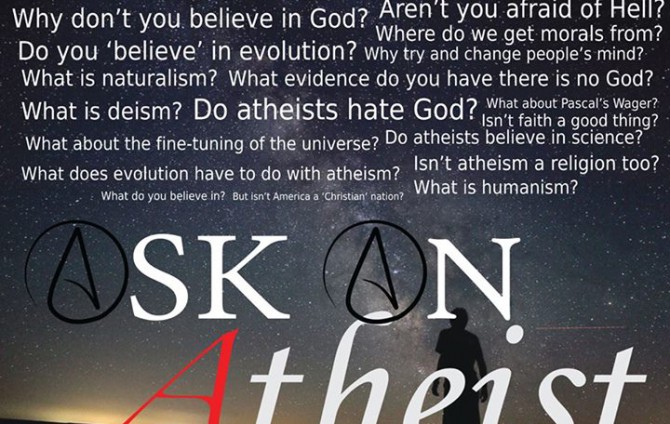 Why don't you believe in God? Aren't you afraid of Hell?
Where do we get morals from?
Do you ‘believe’ in evolution? Why try and change people's mind?
What is naturalism? What evidence do you have there is no God?
What is deism? Do atheists hate God? What about Pascal's Wager?
Isn't faith a good thing?
What about the fine-tuning of the universe? Do atheists believe in science?
What does evolution have to do with atheism? Isn't atheism a religion too?
What do you believe in? But isn't America a ‘Christian’ nation? What is humanism?
ASK AN
Atheist